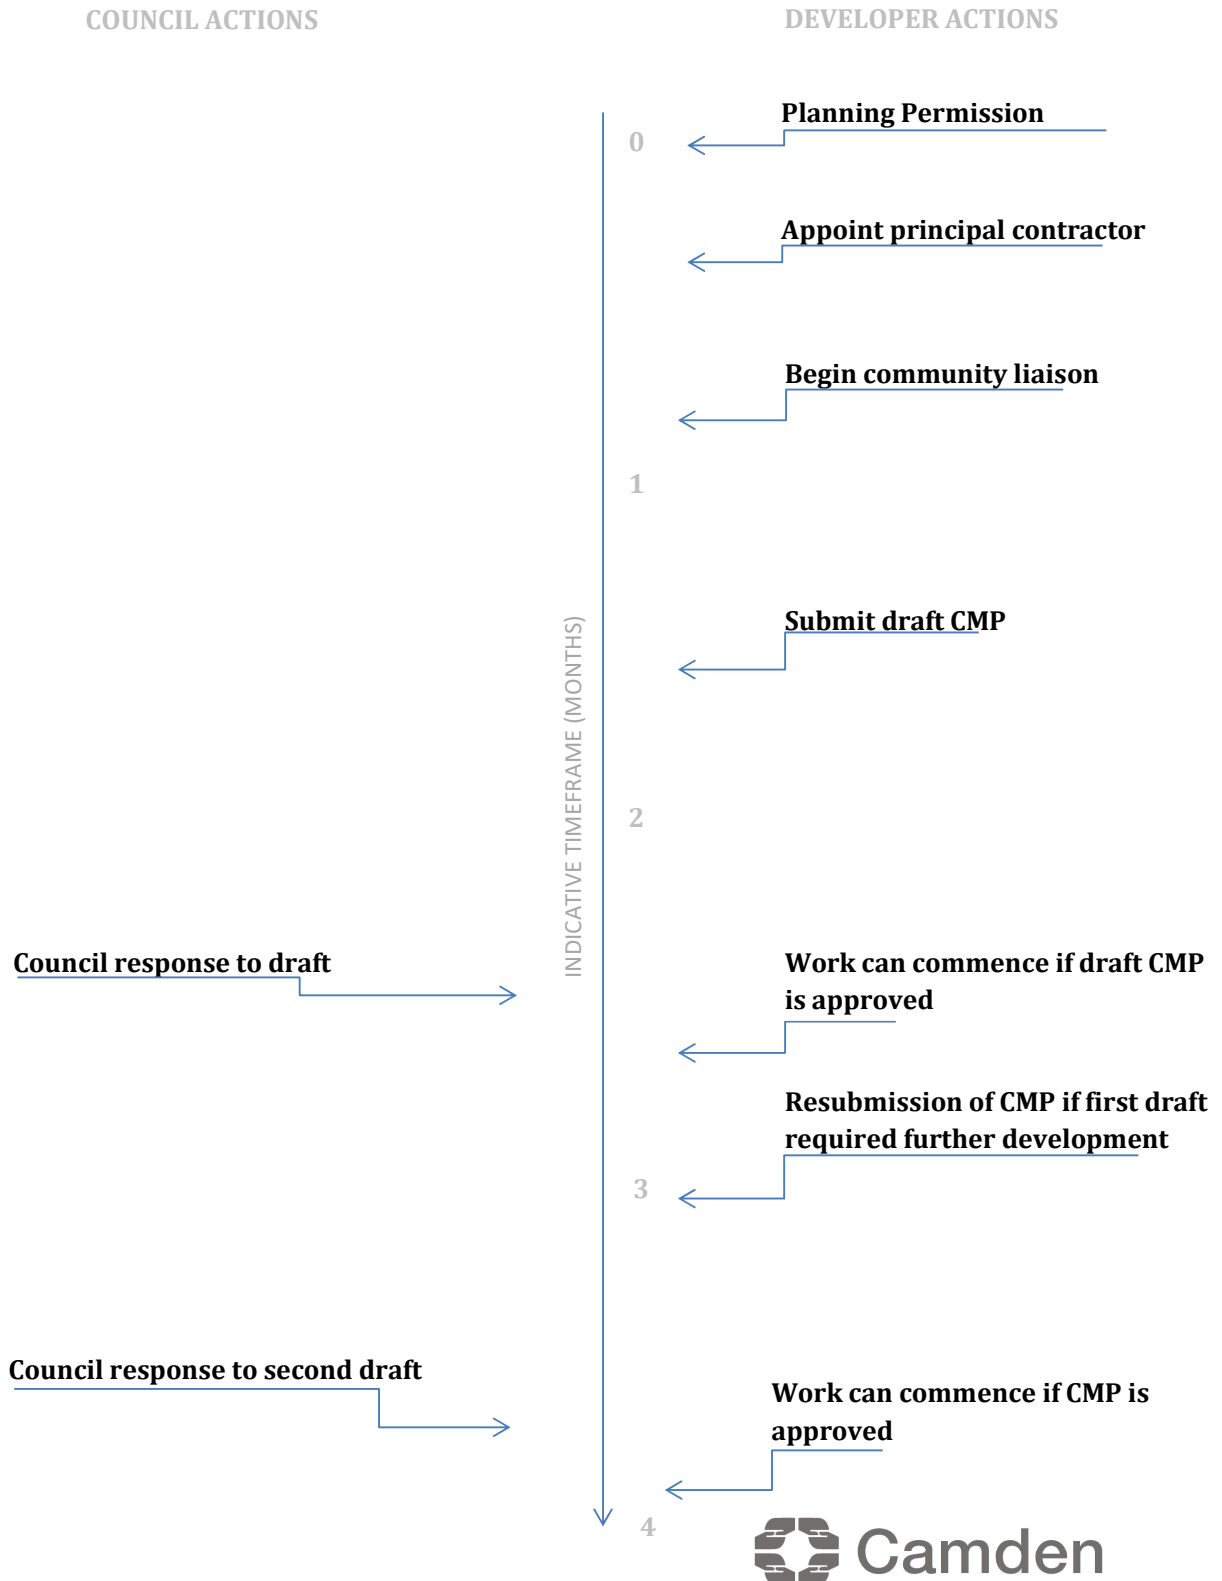 COUNCIL ACTIONS
DEVELOPER ACTIONS
Planning Permission
0
Appoint principal contractor
Begin community liaison
1
Submit draft CMP
INDICATIVE TIMEFRAME (MONTHS)
2
Council response to draft
Work can commence if draft CMP
is approved
Resubmission of CMP if first draft
required further development
3
Council response to second draft
Work can commence if CMP is
approved
4
Camden